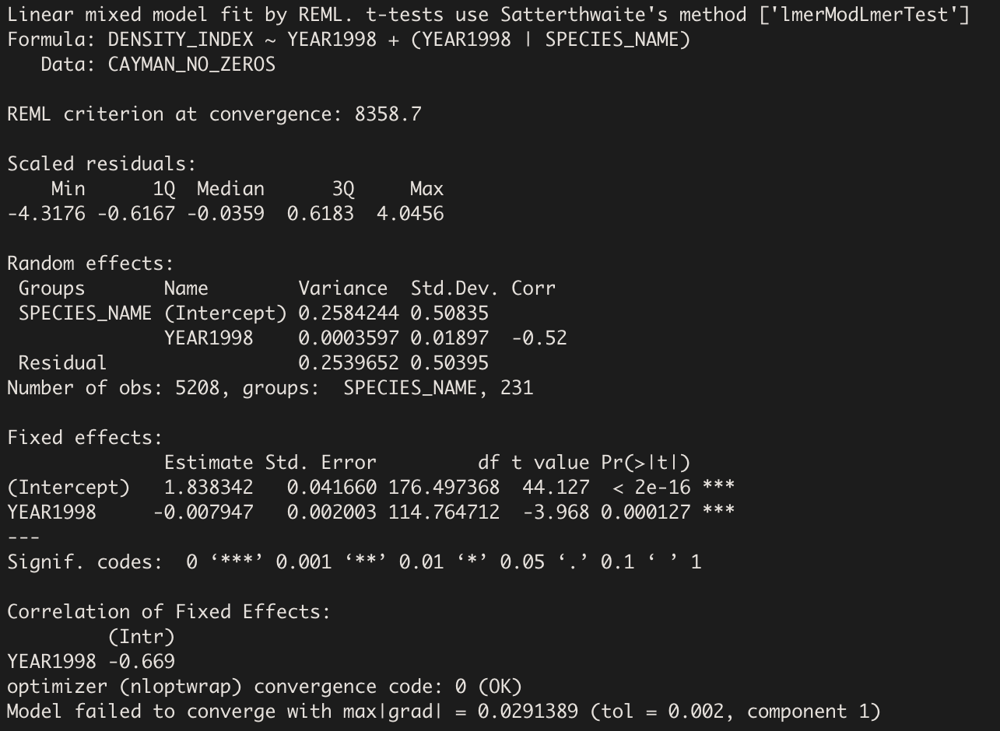 Linear mixed model fit by REML. t-tests use Satterthwaite's method ['lmerModLmerTest']
Formula: DENSITY_INDEX ~ YEAR1998 + (YEAR1998 | SPECIES_NAME)
   Data: CAYMAN_NO_ZEROS

REML criterion at convergence: 8358.7

Scaled residuals:
    Min      1Q  Median      3Q     Max
-4.3176 -0.6167 -0.0359  0.6183  4.0456

Random effects:
 Groups       Name        Variance  Std.Dev. Corr
 SPECIES_NAME (Intercept) 0.2584244 0.50835
              YEAR1998    0.0003597 0.01897  -0.52
 Residual                 0.2539652 0.50395
Number of obs: 5208, groups:  SPECIES_NAME, 231

Fixed effects:
              Estimate Std. Error         df t value Pr(>|t|)
(Intercept)   1.838342   0.041660 176.497368  44.127  < 2e-16 ***
YEAR1998     -0.007947   0.002003 114.764712  -3.968 0.000127 ***
---
Signif. codes:  0 ‘***’ 0.001 ‘**’ 0.01 ‘*’ 0.05 ‘.’ 0.1 ‘ ’ 1

Correlation of Fixed Effects:
         (Intr)
YEAR1998 -0.669
optimizer (nloptwrap) convergence code: 0 (OK)
Model failed to converge with max|grad| = 0.0291389 (tol = 0.002, component 1)